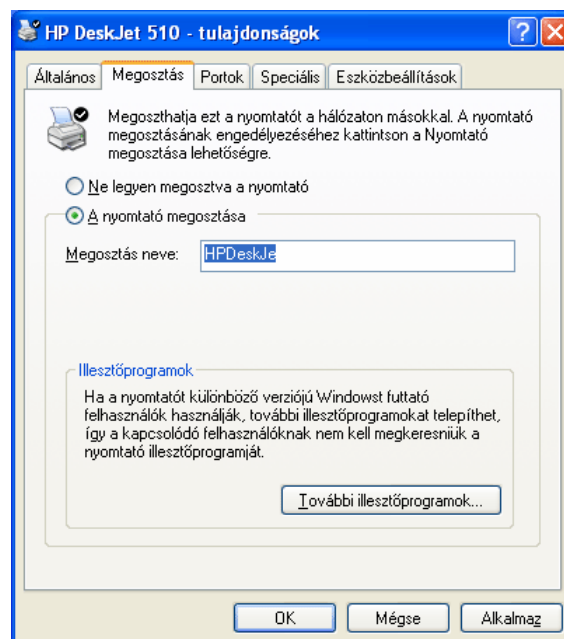 HP DeskJet 510 - tulajdonságok
Általános Megosztás Portok Speciális Eszközbeállítások
Megoszthatja ezt a nyomtatót a hálózaton másokkal. A nyomtató
megosztásának engedélyezéséhez kattintson a Nyomtató
megosztása lehetőségre.
Ne legyen megosztva a nyomtató
A nyomtató megosztása
Megosztás neve: HPDeskJe
Illesztőprogramok
Ha a nyomtatót különböző verziójú Windowst futtató
felhasználók használják, további illesztőprogramokat telepíthet,
így a kapcsolódó felhasználóknak nem kell megkeresniük a
nyomtató illesztőprogramját.
További illesztőprogramok...
OK Mégse Alkalmaz